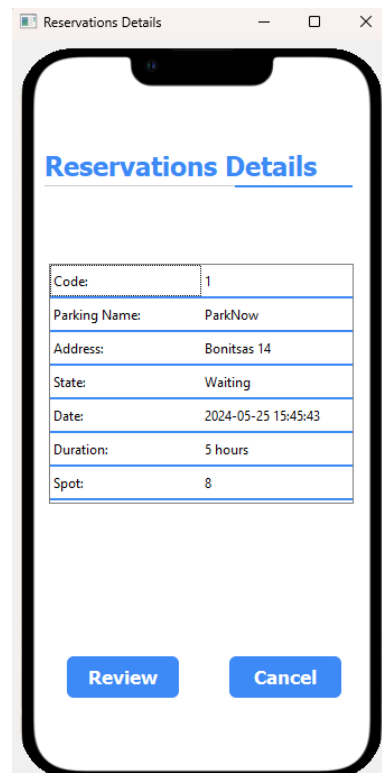 Reservations Details
Reservations Details
Code: 1
Parking Name: ParkNow
Address: Bonitsas 14
State: Waiting
Date: 2024-05-25 15:45:43
Duration: 5 hours
Spot: 8
Review Cancel